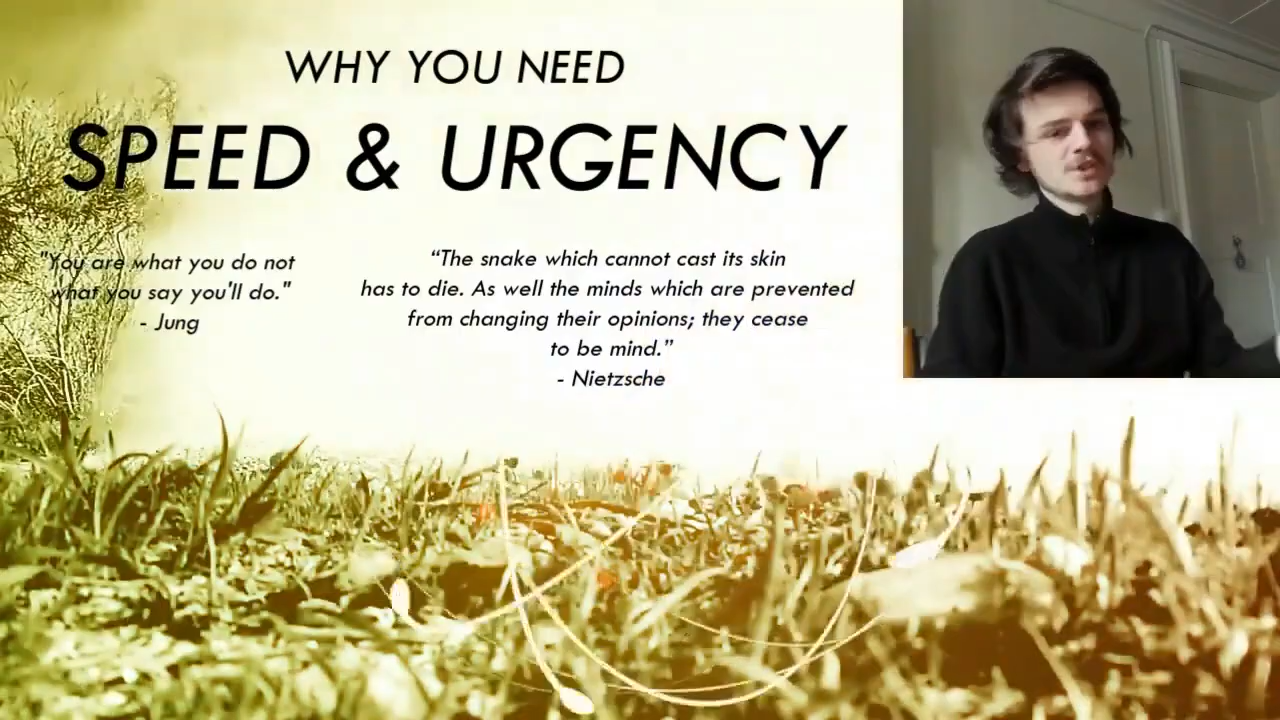 WHY YOU NEED
SPEED & URGENCY
"You are what you do not
what you say you'll do."
- Jung
“The snake which cannot cast its skin
has to die. As well the minds which are prevented
from changing their opinions; they cease
to be mind.”
- Nietzsche